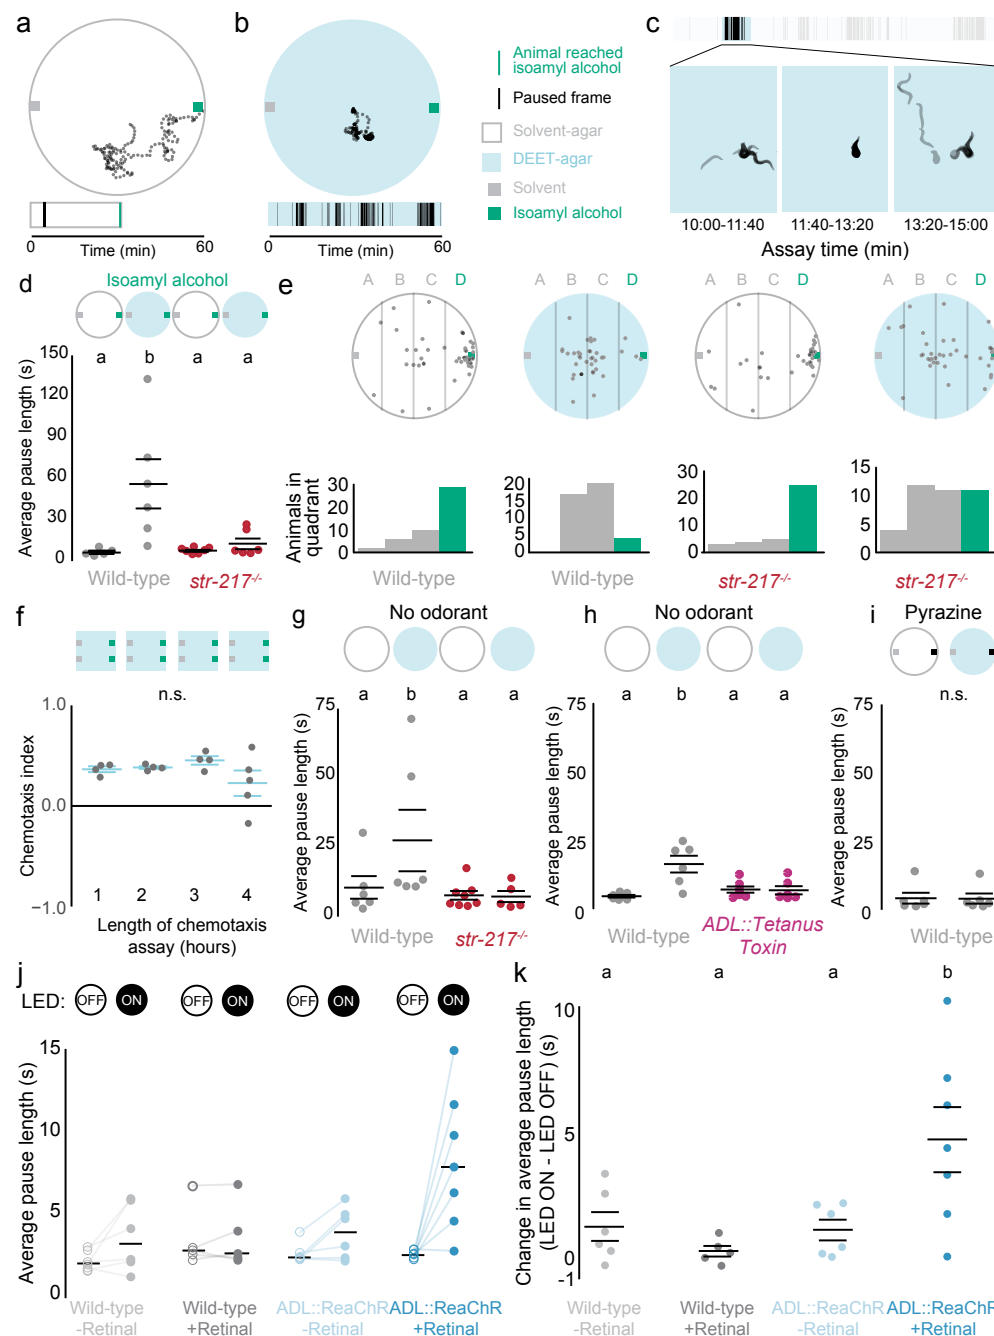 a
b
c
Animal reached
isoamyl alcohol
Paused frame
Solvent-agar
DEET-agar
Solvent
Isoamyl alcohol
0
Time (min)
60
0
Time (min)
60
10:00-11:40
11:40-13:20
13:20-15:00
Assay time (min)
d
Isoamyl alcohol
a
b
a
a
Average pause length (s)
150
120
90
60
30
0
Wild-type
str-217-/-
e
A B C D
A B C D
A B C D
A B C D
Animals in
quadrant
30
20
10
0
Wild-type
20
15
10
5
0
Wild-type
30
20
10
0
str-217-/-
15
10
5
0
str-217-/-
f
n.s.
Chemotaxis index
1.0
0.0
−1.0
1 2 3 4
Length of chemotaxis
assay (hours)
g
No odorant
a
b
a
a
Average pause length (s)
75
50
25
0
Wild-type
str-217-/-
h
No odorant
a
b
a
a
Average pause length (s)
75
50
25
0
Wild-type
ADL::Tetanus
Toxin
i
Pyrazine
n.s.
Average pause length (s)
75
50
25
0
Wild-type
j
LED:
OFF ON
OFF ON
OFF ON
OFF ON
Average pause length (s)
15
10
5
0
Wild-type
-Retinal
Wild-type
+Retinal
ADL::ReaChR
-Retinal
ADL::ReaChR
+Retinal
k
a
a
a
b
Change in average pause length
(LED ON - LED OFF) (s)
10
5
0
-1
Wild-type
-Retinal
Wild-type
+Retinal
ADL::ReaChR
-Retinal
ADL::ReaChR
+Retinal